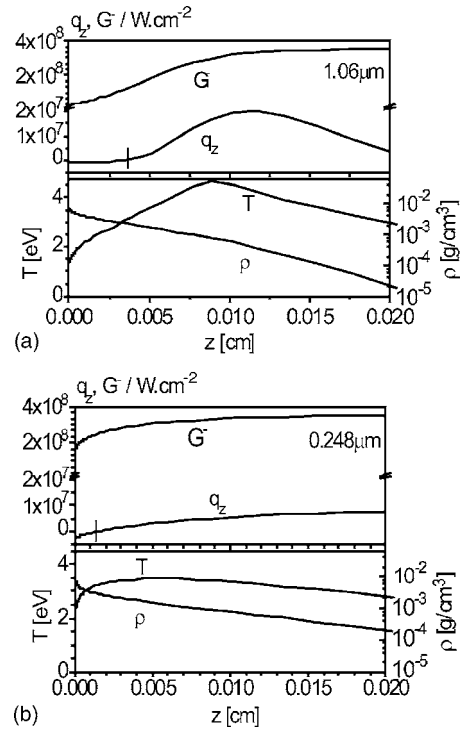 q_z, G⁻ / W.cm⁻²
4x10⁸
2x10⁸
2x10⁷
1x10⁷
0
G
1.06µm
q_z
T [eV]
4
2
0
T
ρ
10⁻²
10⁻³
10⁻⁴
10⁻⁵
ρ [g/cm³]
0.000 0.005 0.010 0.015 0.020
z [cm]
(a)
q_z, G⁻ / W.cm⁻²
4x10⁸
2x10⁸
2x10⁷
1x10⁷
0
G⁻
0.248µm
q_z
T [eV]
4
2
0
T
ρ
10⁻²
10⁻³
10⁻⁴
10⁻⁵
ρ [g/cm³]
0.000 0.005 0.010 0.015 0.020
z [cm]
(b)